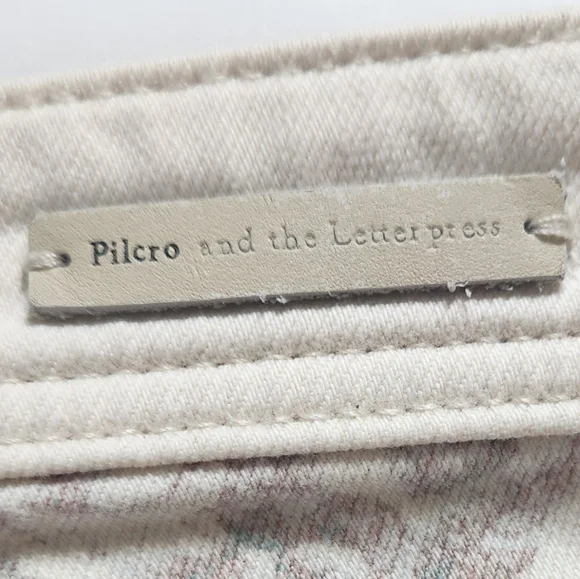 Pilcro and the Letterpress